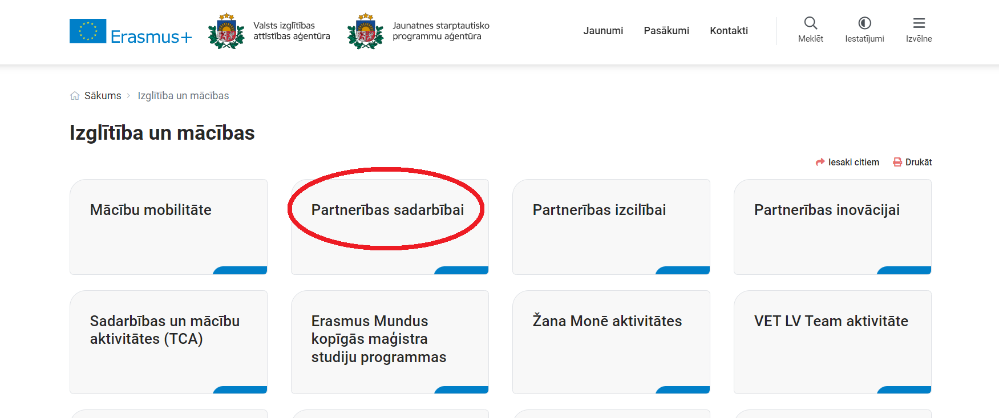 Erasmus+
Valsts izglītības
attīstības aģentūra
Jaunatnes starptautisko
programmu aģentūra
Jaunumi
Pasākumi
Kontakti
Meklēt
Iestatījumi
Izvēlne
Sākums
Izglītība un mācības
Izglītība un mācības
Iesaki citiem
Drukāt
Mācību mobilitāte
Partnerības sadarbībai
Partnerības izcilībai
Partnerības inovācijai
Sadarbības un mācību
aktivitātes (TCA)
Erasmus Mundus
kopīgās maģistra
studiju programmas
Žana Monē aktivitātes
VET LV Team aktivitāte